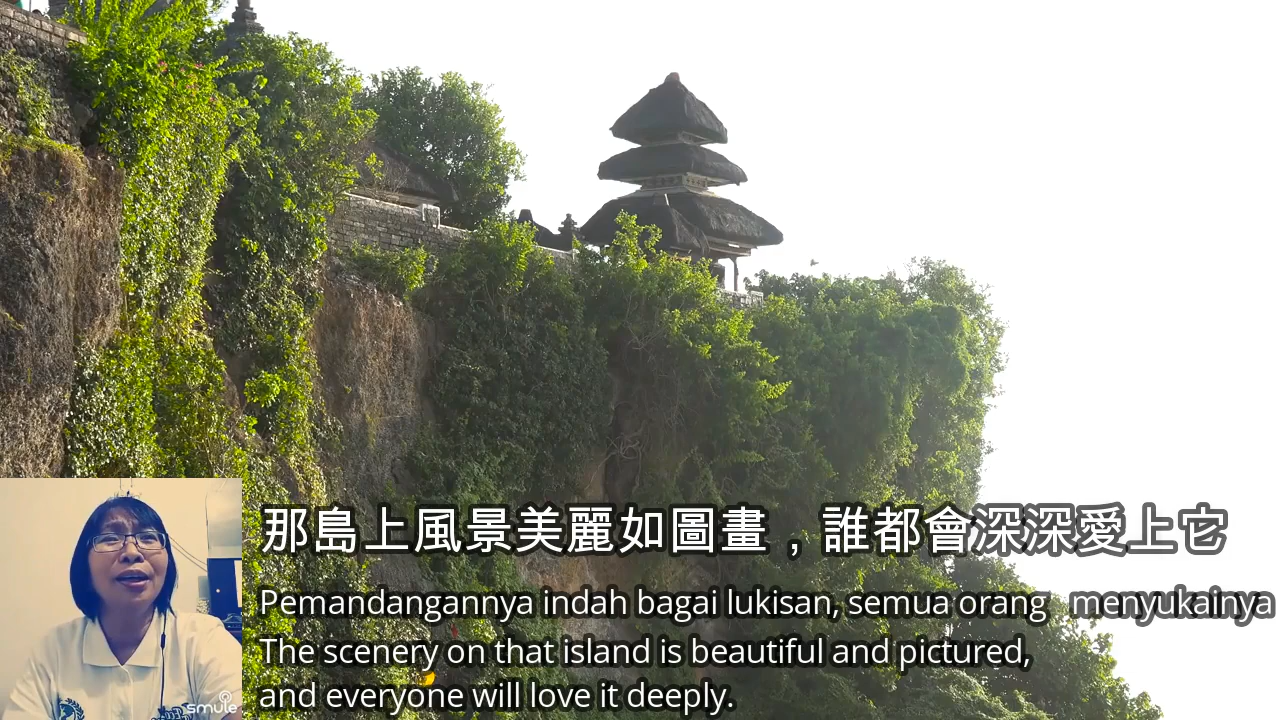 那島上風景美麗如圖畫，誰都會深深愛上它
Pemandangannya indah bagai lukisan, semua orang menyukainya
The scenery on that island is beautiful and pictured,
and everyone will love it deeply.
smule